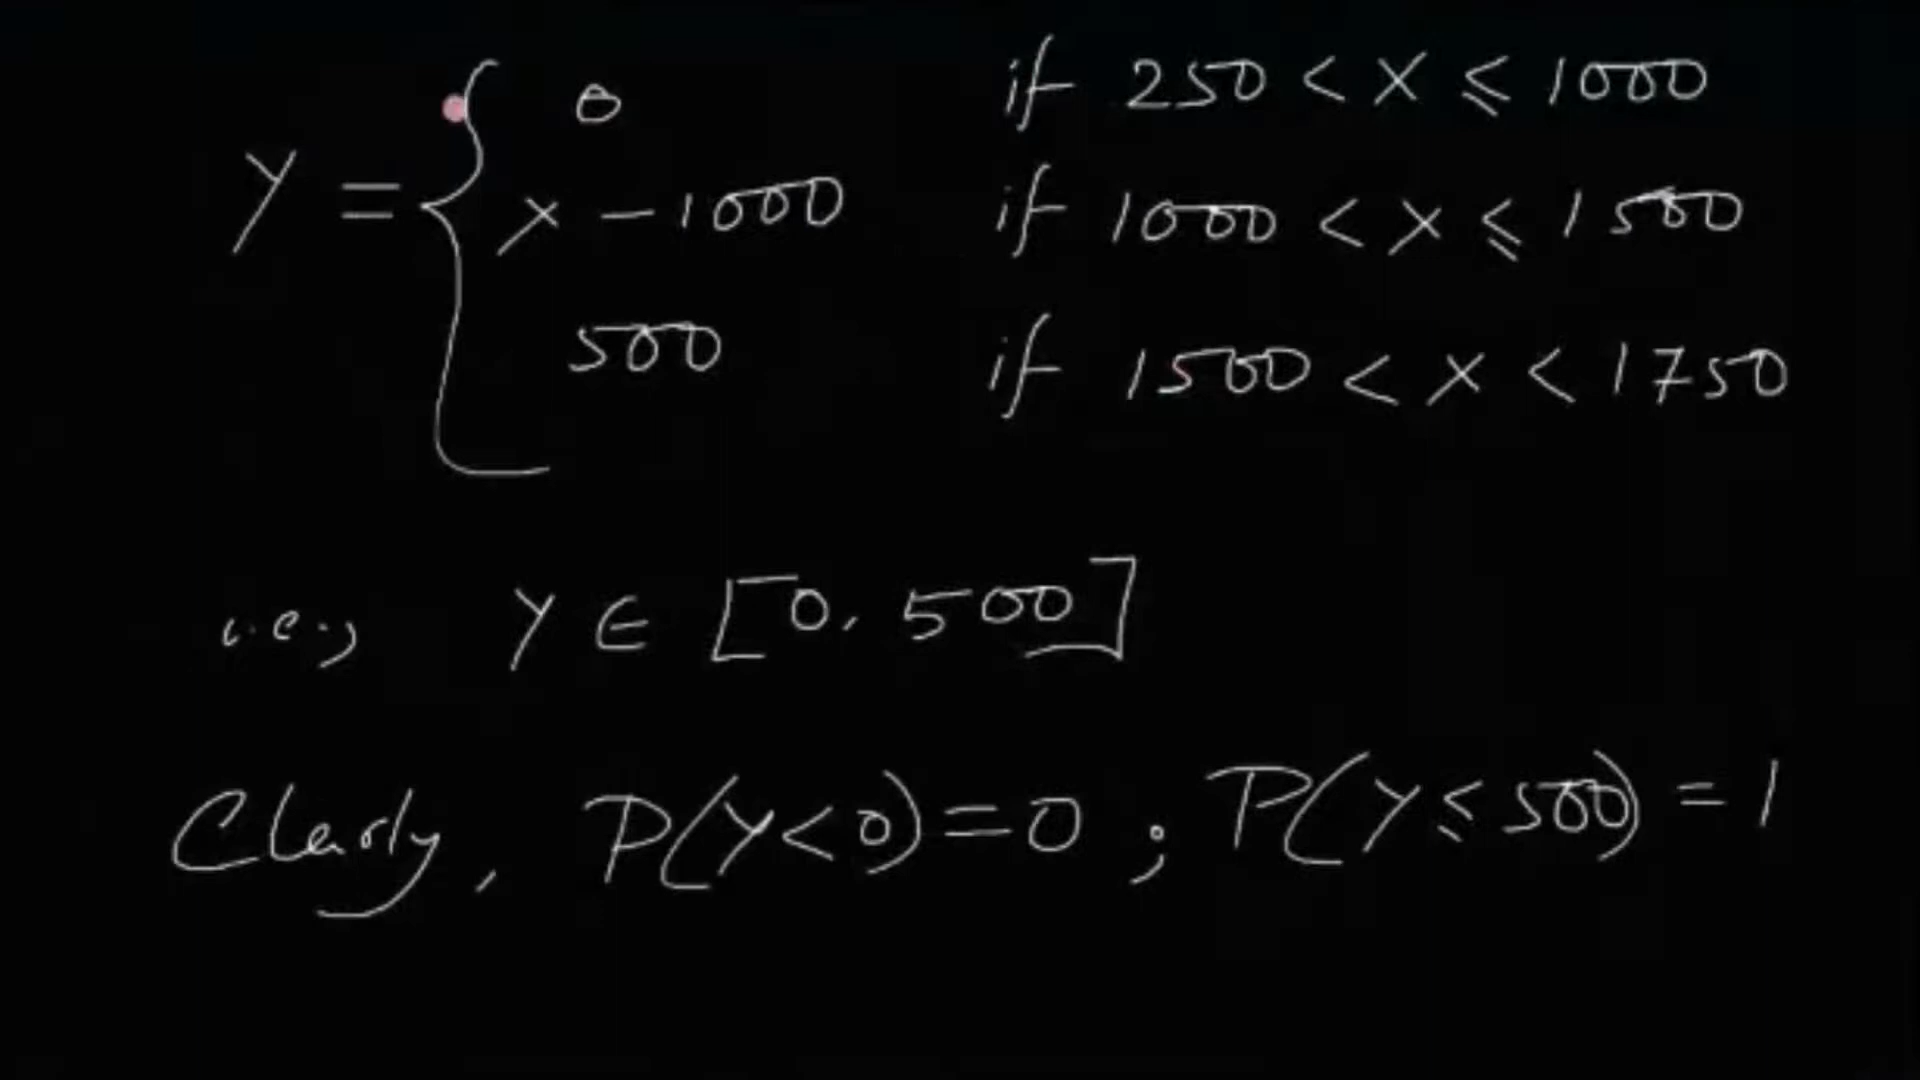 Y = { 0 if 250 < X ≤ 1000
X - 1000 if 1000 < X ≤ 1500
500 if 1500 < X < 1750
i.e., Y ∈ [0, 500]
Clearly, P(Y<0)=0 ; P(Y≤500) = 1